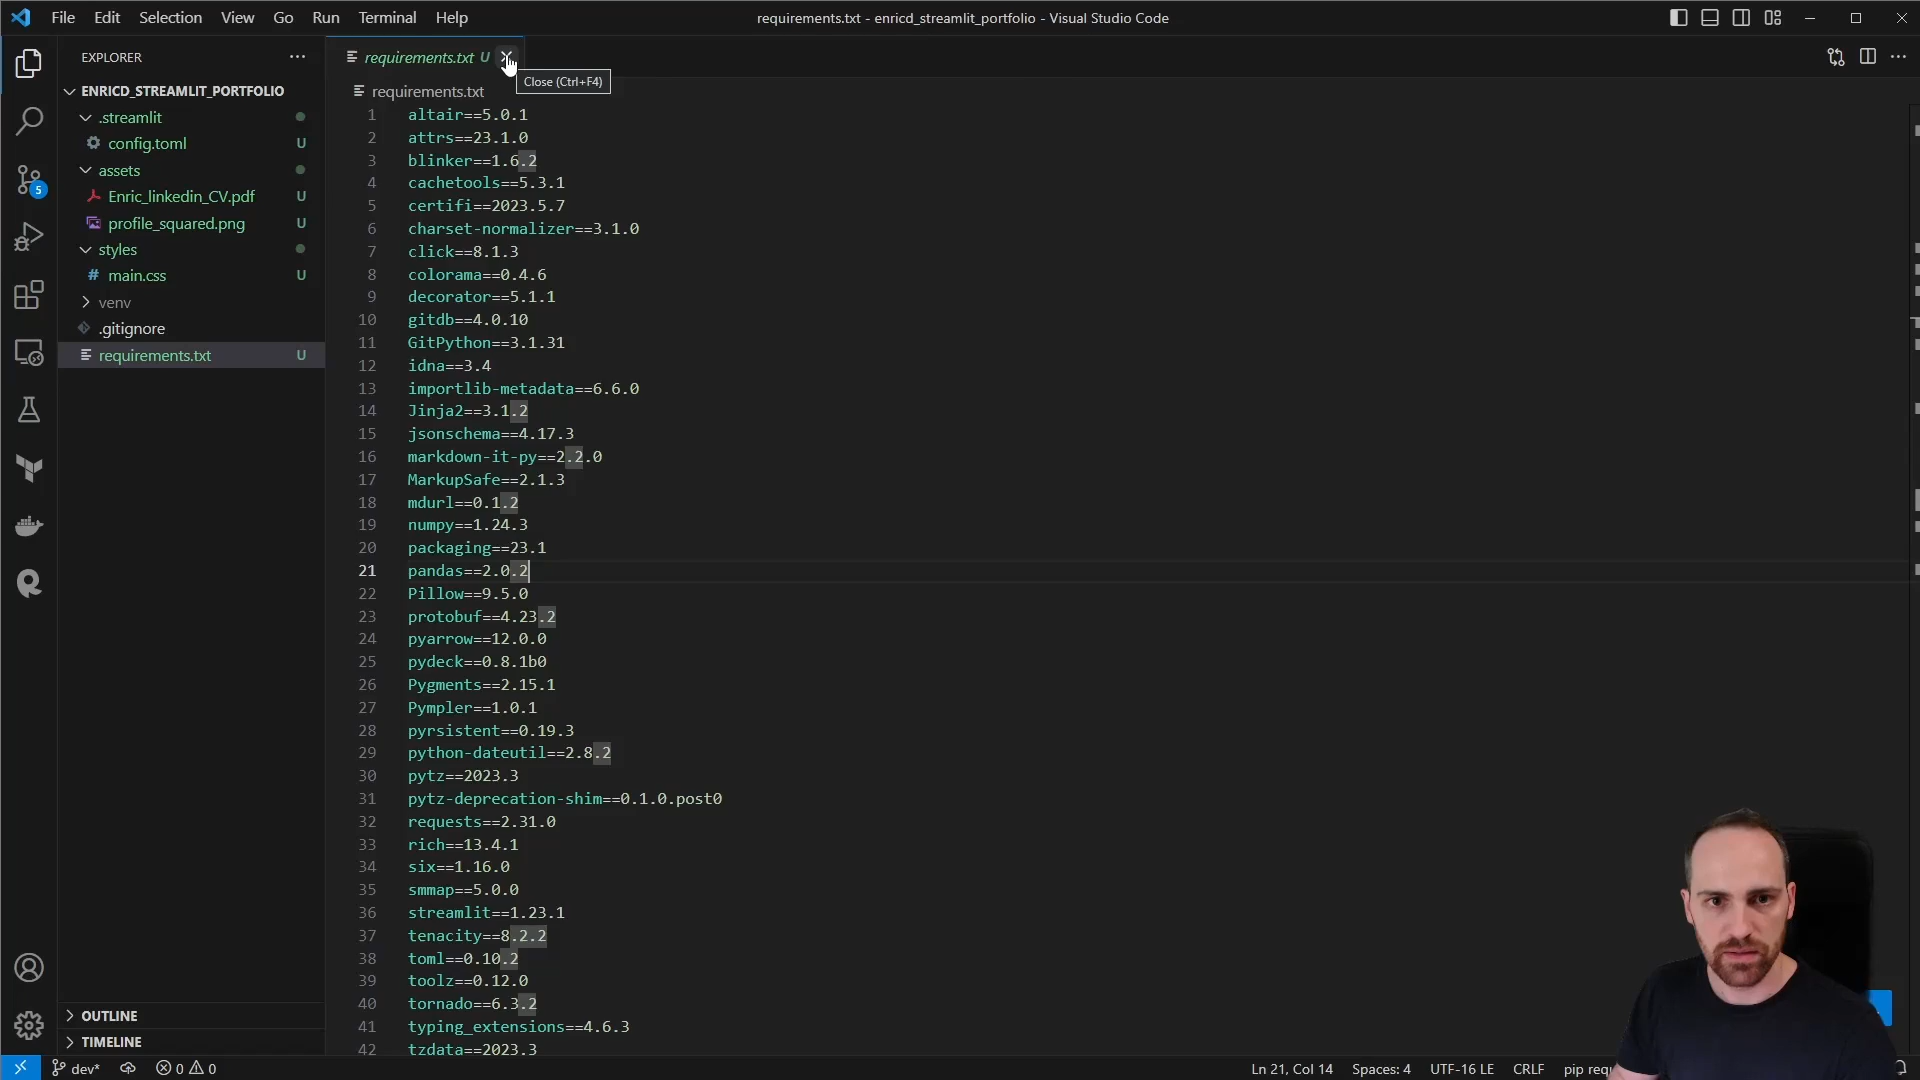 File Edit Selection View Go Run Terminal Help
requirements.txt - enricd_streamlit_portfolio - Visual Studio Code
EXPLORER
ENRICD_STREAMLIT_PORTFOLIO
.streamlit
config.toml U
assets
Enric_linkedin_CV.pdf U
profile_squared.png U
styles
# main.css U
venv
.gitignore
requirements.txt U
5
OUTLINE
TIMELINE
requirements.txt U
Close (Ctrl+F4)
requirements.txt
1 altair==5.0.1
2 attrs==23.1.0
3 blinker==1.6.2
4 cachetools==5.3.1
5 certifi==2023.5.7
6 charset-normalizer==3.1.0
7 click==8.1.3
8 colorama==0.4.6
9 decorator==5.1.1
10 gitdb==4.0.10
11 GitPython==3.1.31
12 idna==3.4
13 importlib-metadata==6.6.0
14 Jinja2==3.1.2
15 jsonschema==4.17.3
16 markdown-it-py==2.2.0
17 MarkupSafe==2.1.3
18 mdurl==0.1.2
19 numpy==1.24.3
20 packaging==23.1
21 pandas==2.0.2
22 Pillow==9.5.0
23 protobuf==4.23.2
24 pyarrow==12.0.0
25 pydeck==0.8.1b0
26 Pygments==2.15.1
27 Pympler==1.0.1
28 pyrsistent==0.19.3
29 python-dateutil==2.8.2
30 pytz==2023.3
31 pytz-deprecation-shim==0.1.0.post0
32 requests==2.31.0
33 rich==13.4.1
34 six==1.16.0
35 smmap==5.0.0
36 streamlit==1.23.1
37 tenacity==8.2.2
38 toml==0.10.2
39 toolz==0.12.0
40 tornado==6.3.2
41 typing_extensions==4.6.3
42 tzdata==2023.3
dev* 0 0
Ln 21, Col 14 Spaces: 4 UTF-16 LE CRLF pip requ